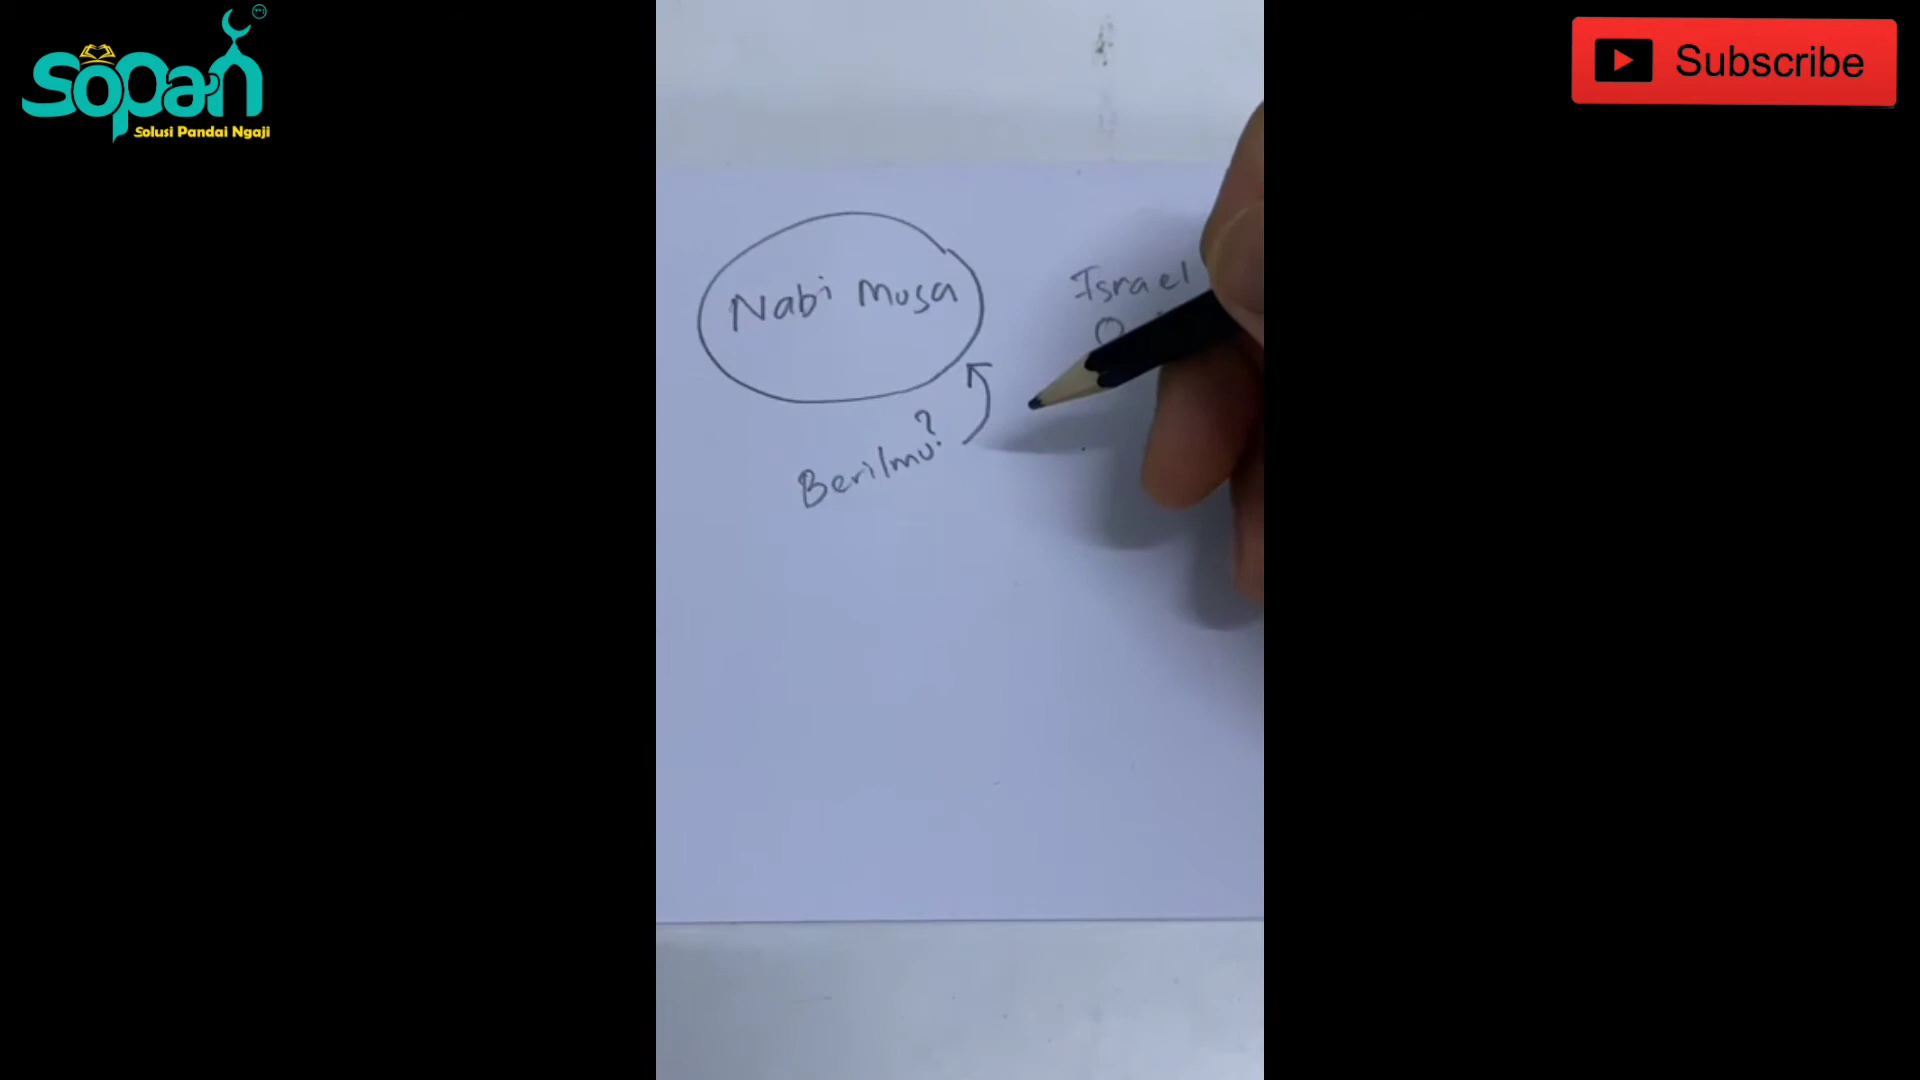 Sopan
Solusi Pandai Ngaji
Subscribe
Nabi Musa
Israel
Berilmu?